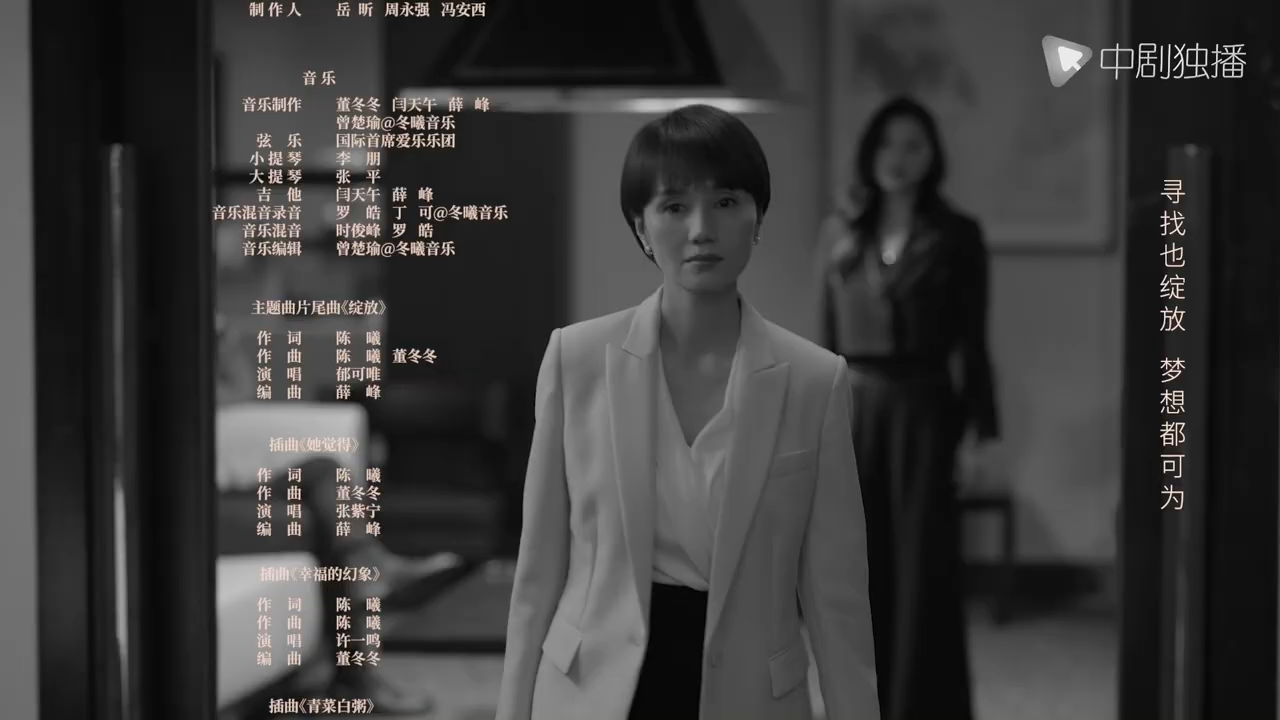 制作人 岳昕 周永强 冯安西
音乐
音乐制作 董冬冬 闫天午 薛峰
曾楚瑜@冬曦音乐
弦乐 国际首席爱乐乐团
小提琴 李朋
大提琴 张平
吉他 闫天午 薛峰
音乐混音录音 罗皓 丁可@冬曦音乐
音乐混音 时俊峰 罗皓
音乐编辑 曾楚瑜@冬曦音乐
主题曲片尾曲《绽放》
作词 陈曦
作曲 陈曦 董冬冬
演唱 郁可唯
编曲 薛峰
插曲《她觉得》
作词 陈曦
作曲 董冬冬
演唱 张紫宁
编曲 薛峰
插曲《幸福的幻象》
作词 陈曦
作曲 陈曦
演唱 许一鸣
编曲 董冬冬
插曲《青菜白粥》
中剧独播
寻找也绽放 梦想都可为